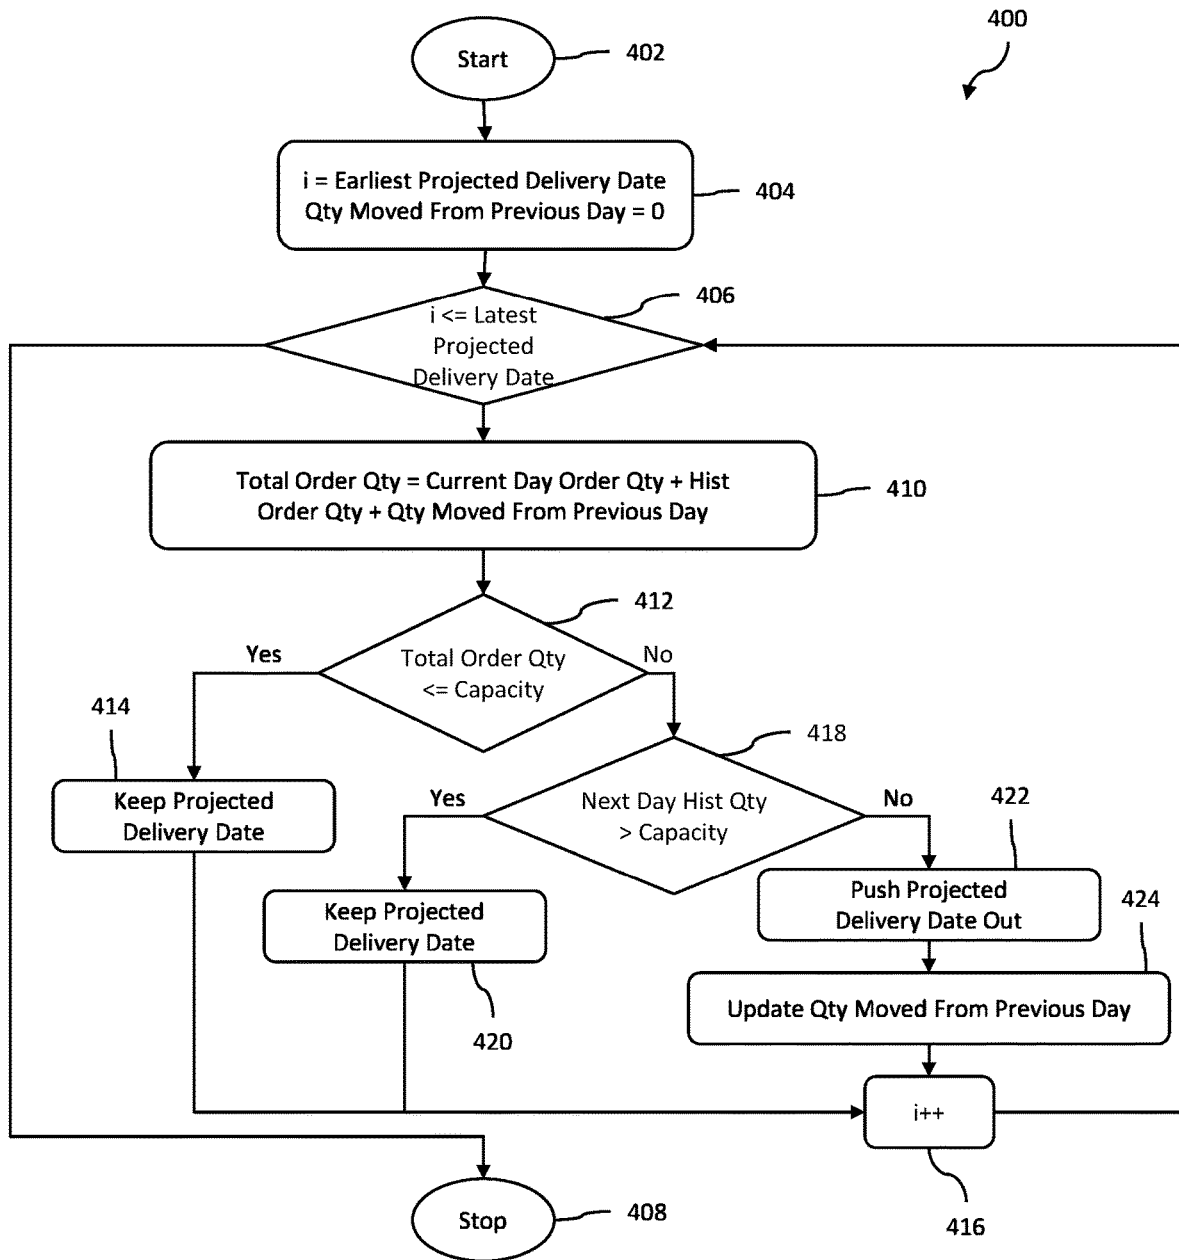 400
Start
402
i = Earliest Projected Delivery Date
Qty Moved From Previous Day = 0
404
406
i <= Latest
Projected
Delivery Date
Total Order Qty = Current Day Order Qty + Hist
Order Qty + Qty Moved From Previous Day
410
412
Yes
Total Order Qty
<= Capacity
No
414
Keep Projected
Delivery Date
418
Yes
Next Day Hist Qty
> Capacity
No
422
Keep Projected
Delivery Date
420
Push Projected
Delivery Date Out
424
Update Qty Moved From Previous Day
i++
416
Stop
408